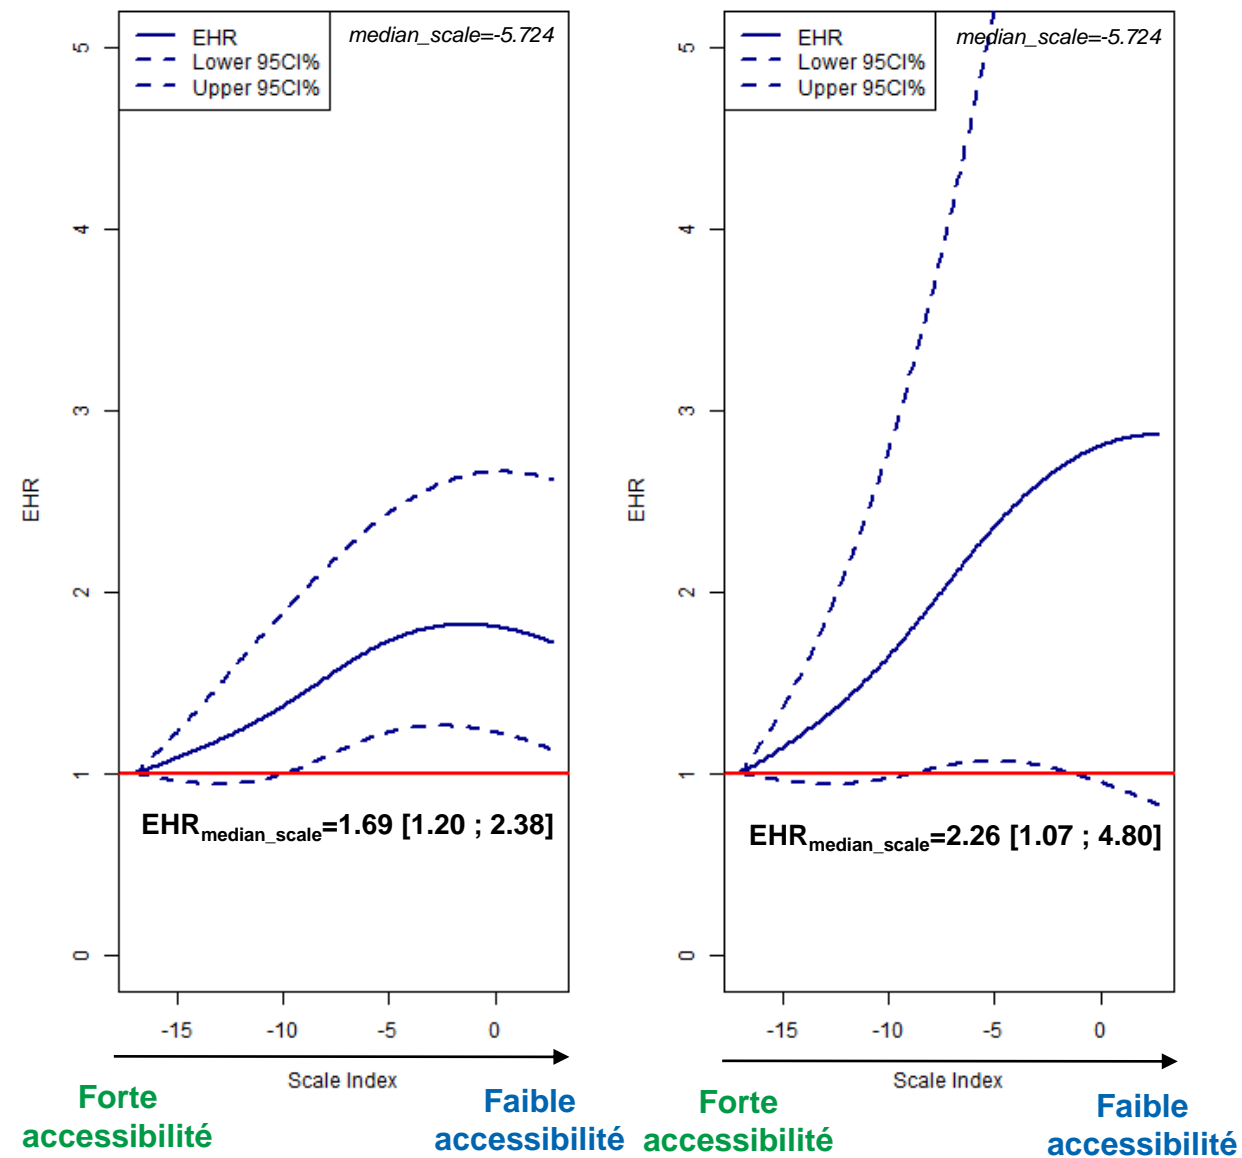 EHR
Lower 95CI%
Upper 95CI%
median_scale=-5.724
5
4
3
2
1
0
EHR
EHRmedian_scale=1.69 [1.20 ; 2.38]
-15 -10 -5 0
Scale Index
Forte
accessibilité
Faible
accessibilité
EHR
Lower 95CI%
Upper 95CI%
median_scale=-5.724
5
4
3
2
1
0
EHR
EHRmedian_scale=2.26 [1.07 ; 4.80]
-15 -10 -5 0
Scale Index
Forte
accessibilité
Faible
accessibilité